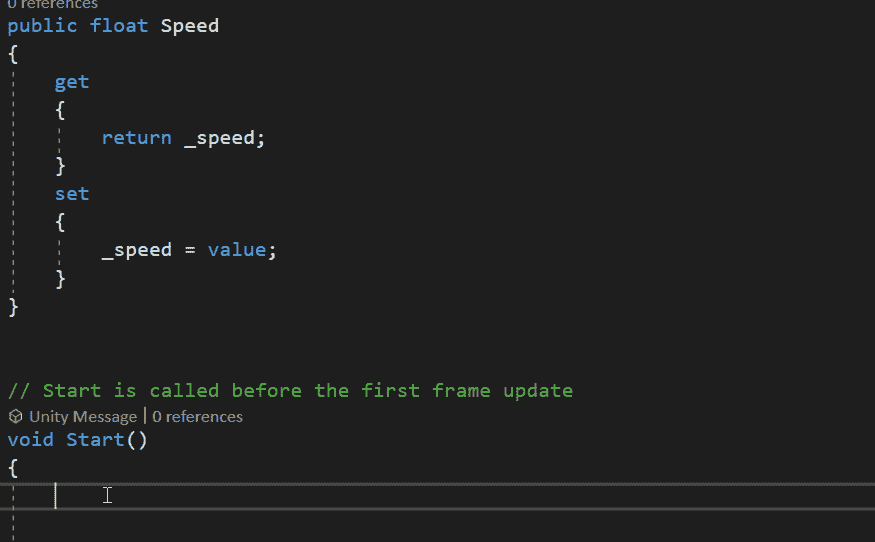 0 references
public float Speed
{
get
{
return _speed;
}
set
{
_speed = value;
}
}
// Start is called before the first frame update
Unity Message | 0 references
void Start()
{